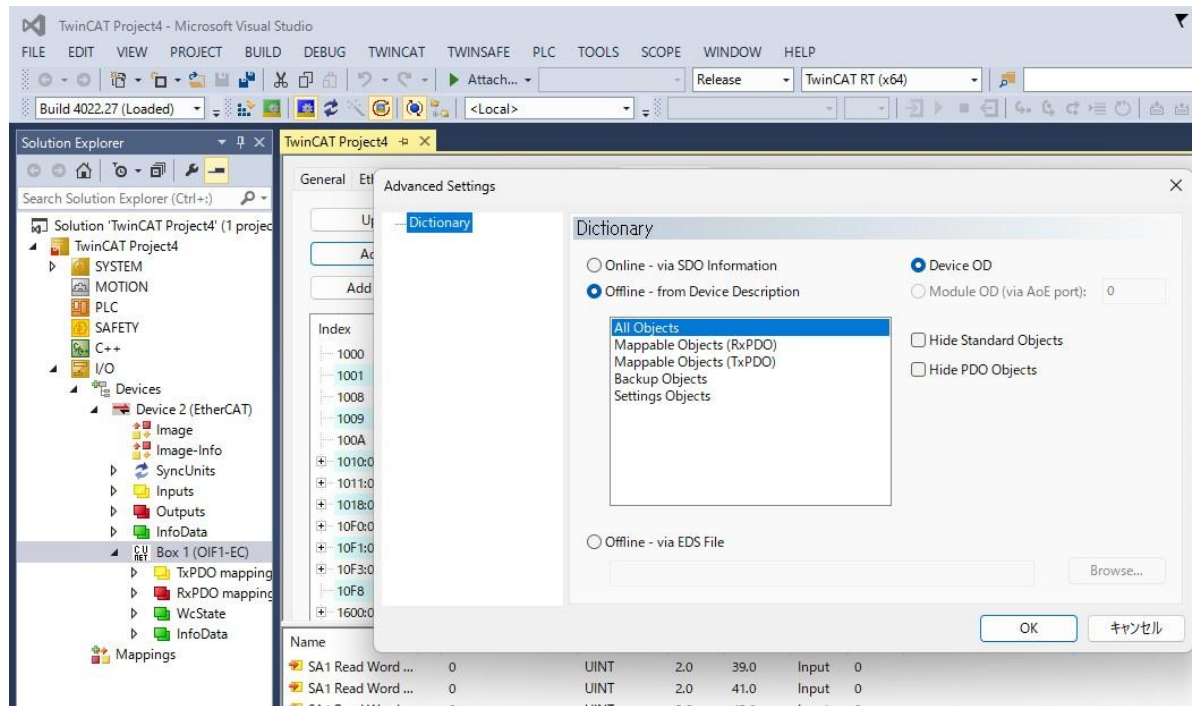 TwinCAT Project4 - Microsoft Visual Studio
FILE EDIT VIEW PROJECT BUILD DEBUG TWINCAT TWINSAFE PLC TOOLS SCOPE WINDOW HELP
Attach... Release TwinCAT RT (x64)
Build 4022.27 (Loaded) <Local>
Solution Explorer
Search Solution Explorer (Ctrl+:)
Solution 'TwinCAT Project4' (1 projec
TwinCAT Project4
SYSTEM
MOTION
PLC
SAFETY
C++
I/O
Devices
Device 2 (EtherCAT)
Image
Image-Info
SyncUnits
Inputs
Outputs
InfoData
Box 1 (OIF1-EC)
TxPDO mapping
RxPDO mapping
WcState
InfoData
Mappings
TwinCAT Project4
General Et
Up
Ad
Add
Index
1000
1001
1008
1009
100A
1010:0
1011:0
1018:0
10F0:0
10F1:0
10F3:0
10F8
1600:0
Advanced Settings
Dictionary
Dictionary
Online - via SDO Information
Offline - from Device Description
All Objects
Mappable Objects (RxPDO)
Mappable Objects (TxPDO)
Backup Objects
Settings Objects
Offline - via EDS File
Device OD
Module OD (via AoE port): 0
Hide Standard Objects
Hide PDO Objects
Browse...
OK キャンセル
Name
SA1 Read Word ... 0 UINT 2.0 39.0 Input 0
SA1 Read Word ... 0 UINT 2.0 41.0 Input 0